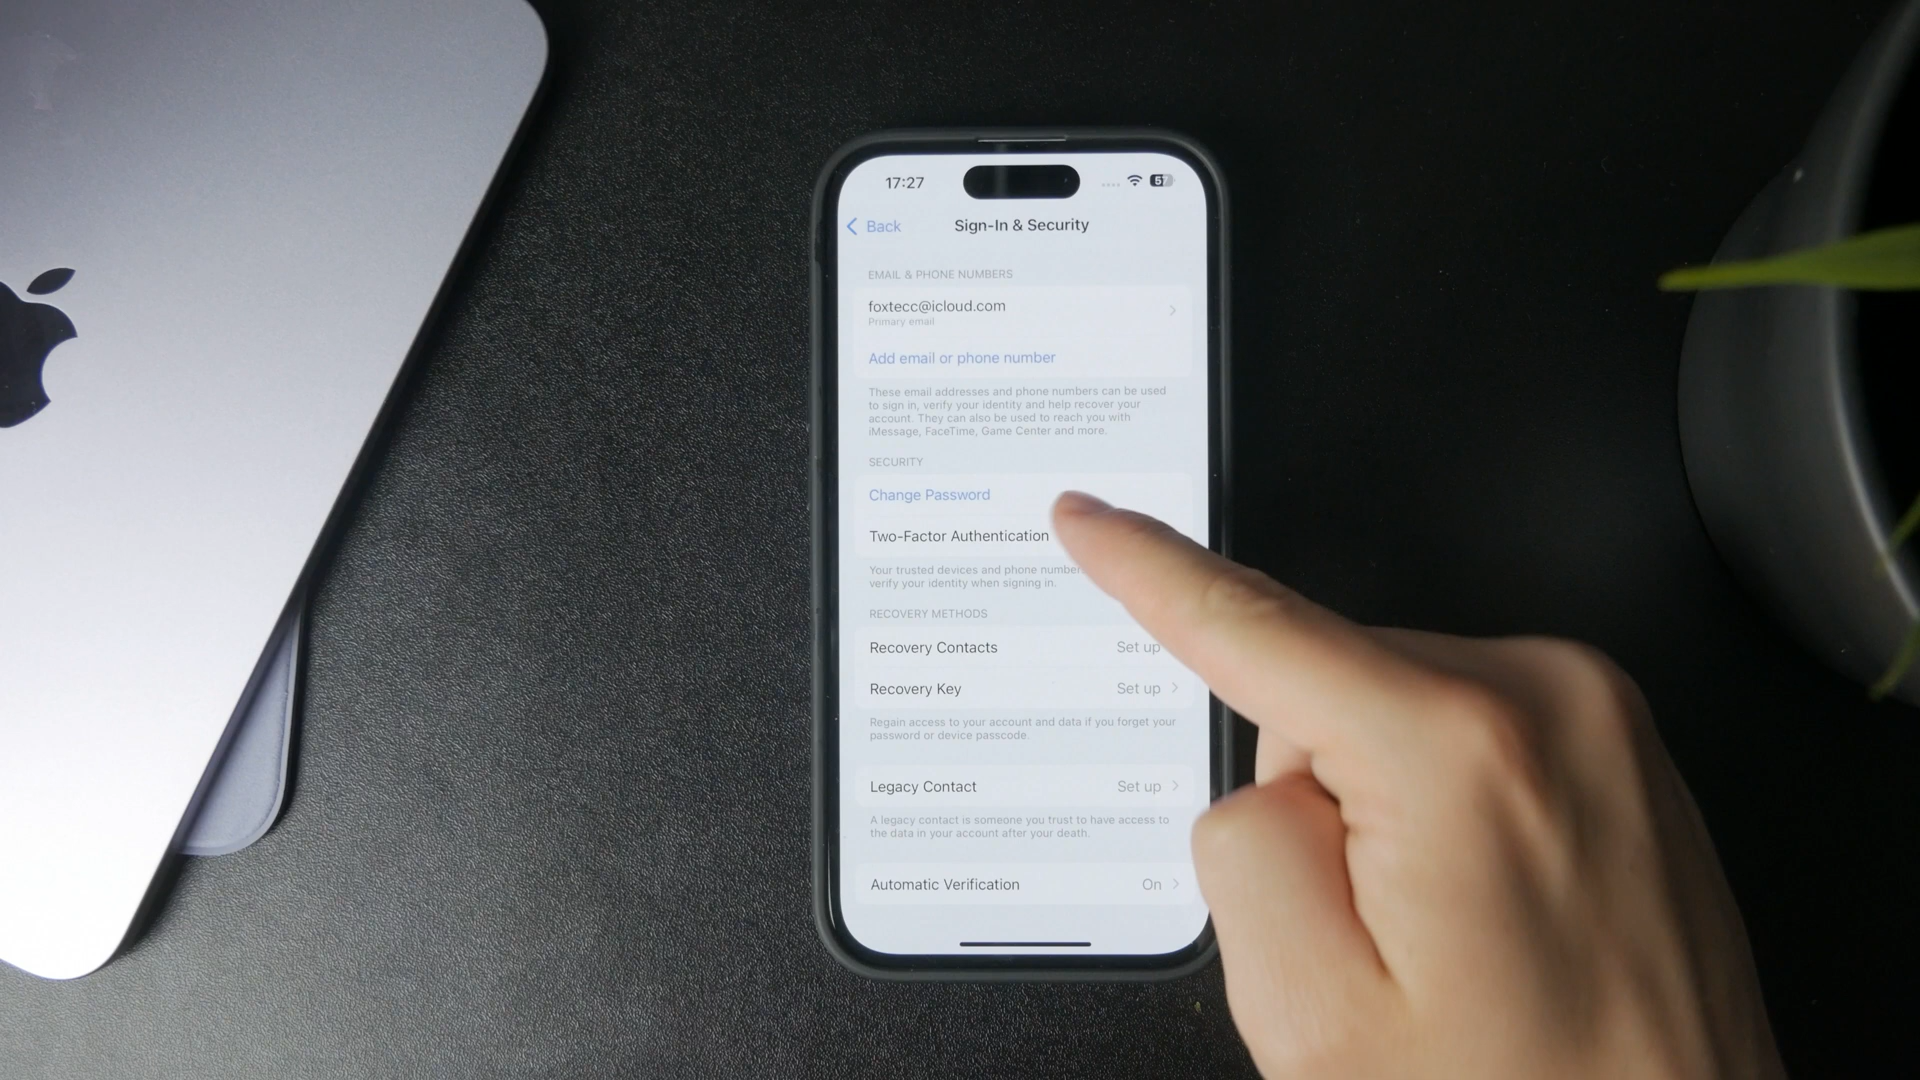 17:27
57
Back
Sign-In & Security
EMAIL & PHONE NUMBERS
foxtecc@icloud.com
Primary email
Add email or phone number
These email addresses and phone numbers can be used
to sign in, verify your identity and help recover your
account. They can also be used to reach you with
iMessage, FaceTime, Game Center and more.
SECURITY
Change Password
Two-Factor Authentication
Your trusted devices and phone number
verify your identity when signing in.
RECOVERY METHODS
Recovery Contacts Set up
Recovery Key Set up
Regain access to your account and data if you forget your
password or device passcode.
Legacy Contact Set up
A legacy contact is someone you trust to have access to
the data in your account after your death.
Automatic Verification On